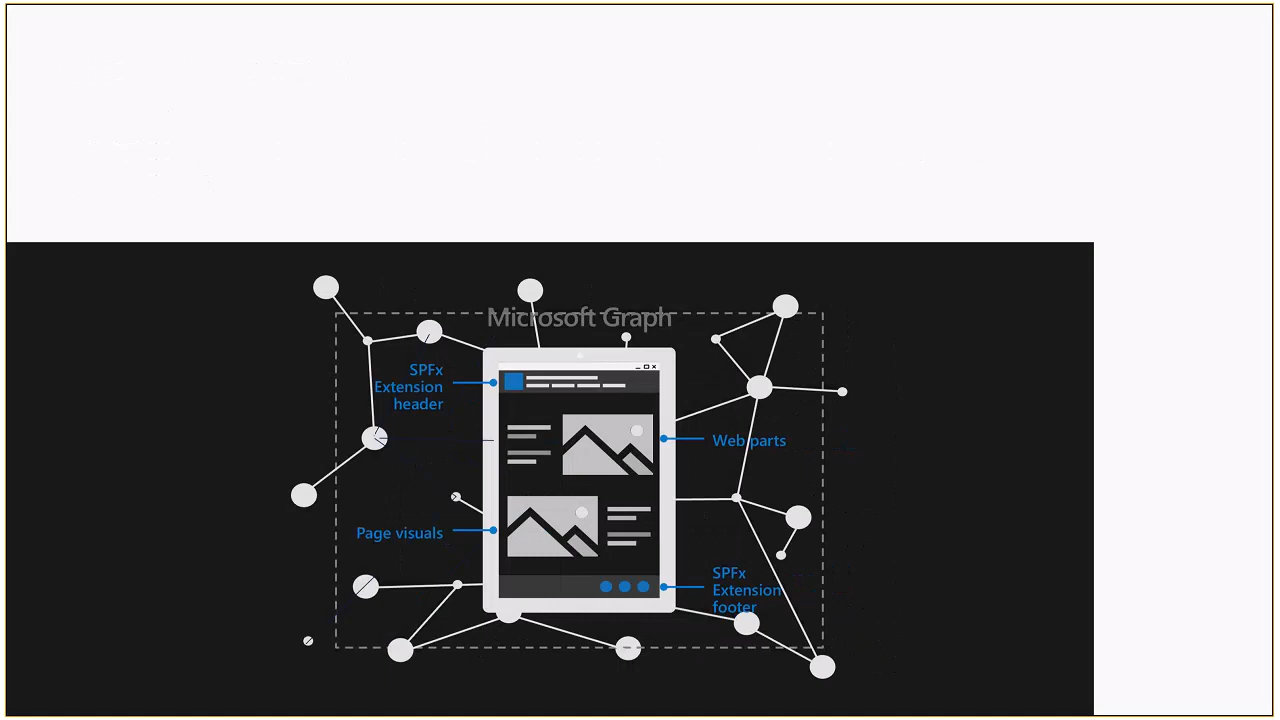 Microsoft Graph
SPFx
Extension
header
Web parts
Page visuals
SPFx
Extension
footer